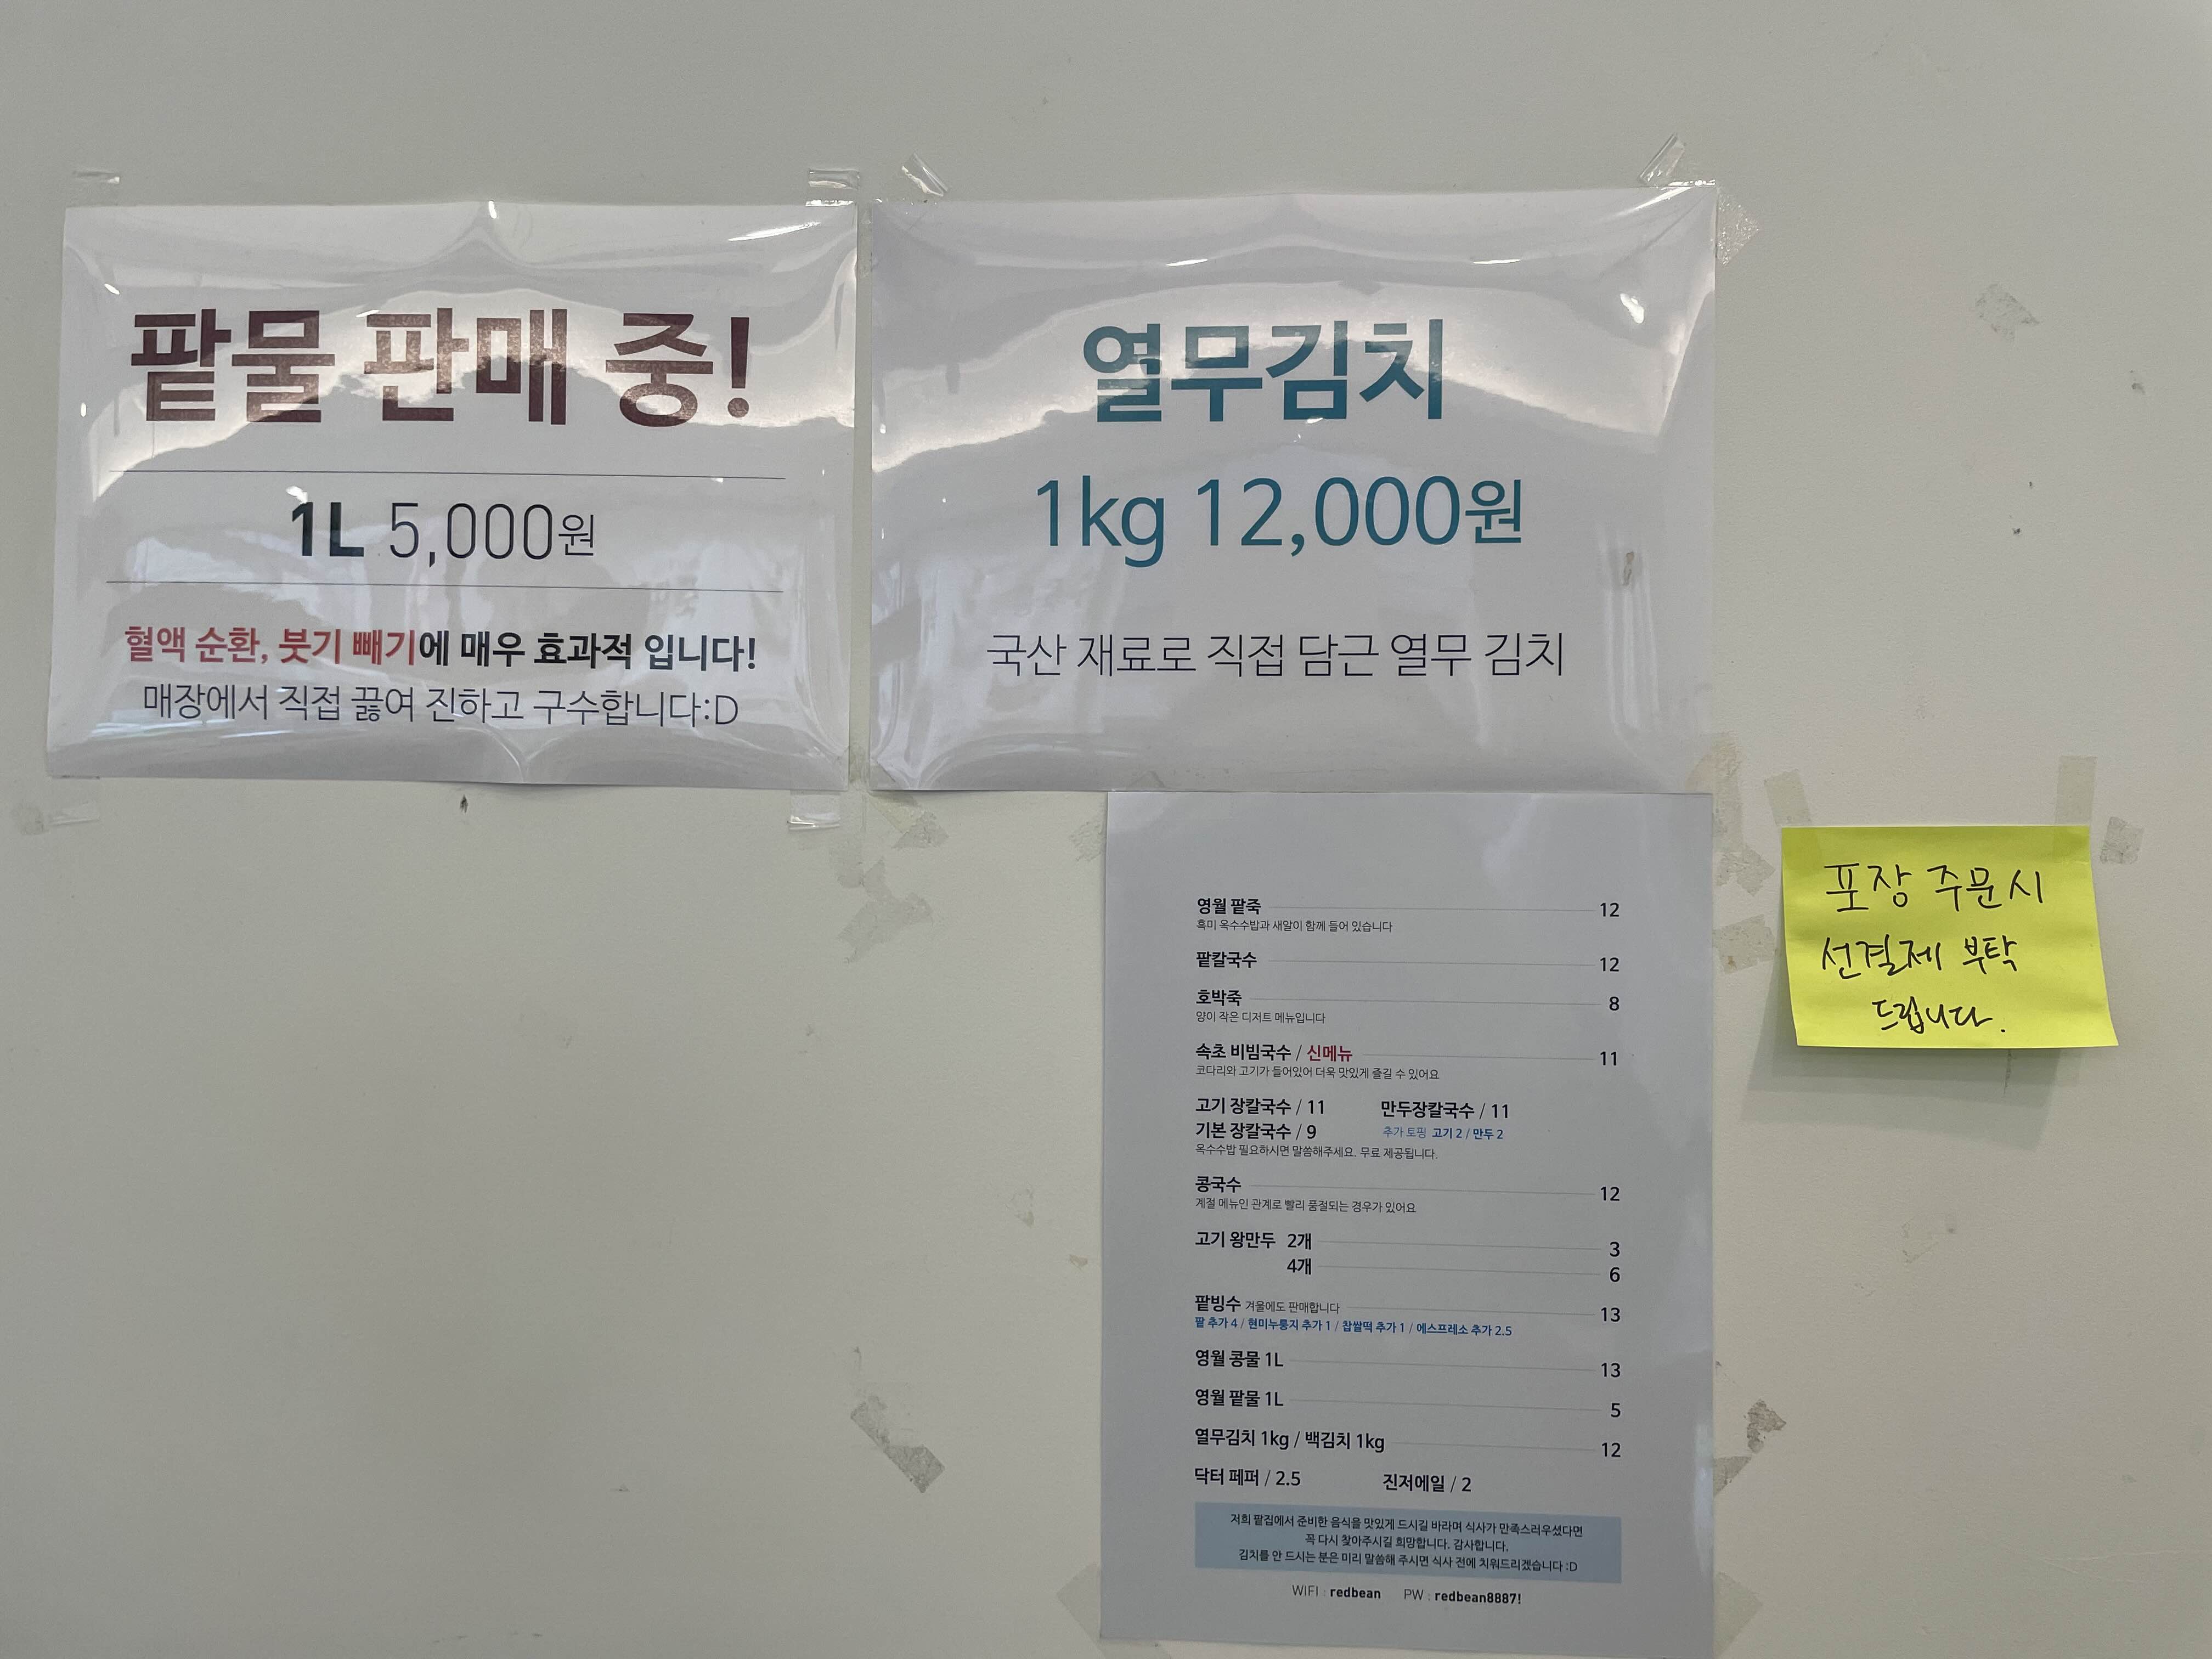 팥물 판매 중!
1L 5,000원
혈액 순환, 붓기 빼기에 매우 효과적 입니다!
매장에서 직접 끓여 진하고 구수합니다:D
열무김치
1kg 12,000원
국산 재료로 직접 담근 열무 김치
영월 팥죽 12
흑미 옥수수밥과 새알이 함께 들어 있습니다
팥칼국수 12
호박죽 8
양이 작은 디저트 메뉴입니다
속초 비빔국수 / 신메뉴 11
코다리와 고기가 들어있어 더욱 맛있게 즐길 수 있어요
고기 장칼국수 / 11 만두장칼국수 / 11
기본 장칼국수 / 9 추가 토핑 고기 2 / 만두 2
옥수수밥 필요하시면 말씀해주세요. 무료 제공됩니다.
콩국수 12
계절 메뉴인 관계로 빨리 품절되는 경우가 있어요
고기 왕만두 2개 3
4개 6
팥빙수 겨울에도 판매합니다 13
팥 추가 4 / 현미누룽지 추가 1 / 찹쌀떡 추가 1 / 에스프레소 추가 2.5
영월 콩물 1L 13
영월 팥물 1L 5
열무김치 1kg / 백김치 1kg 12
닥터 페퍼 / 2.5 진저에일 / 2
저희 팥집에서 준비한 음식을 맛있게 드시길 바라며 식사가 만족스러우셨다면
꼭 다시 찾아주시길 희망합니다. 감사합니다.
김치를 안 드시는 분은 미리 말씀해 주시면 식사 전에 치워드리겠습니다 :D
WIFI : redbean PW : redbean8887!
포장 주문시
선결제 부탁
드립니다.